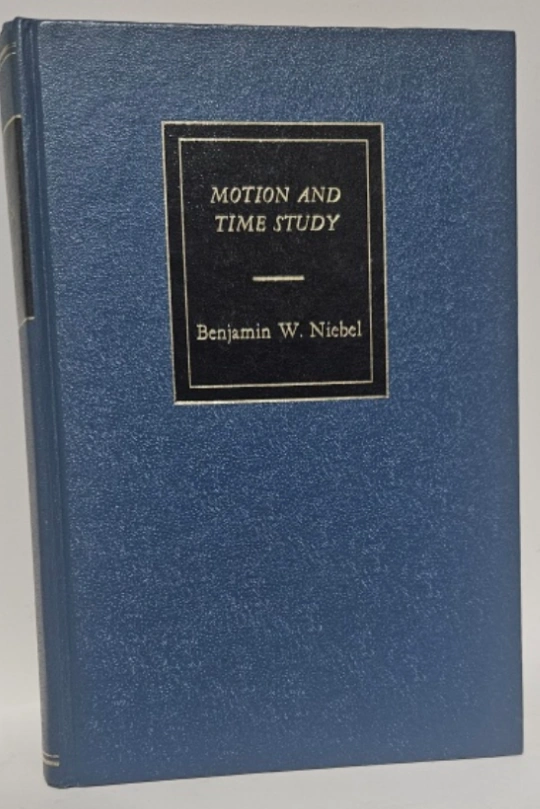 MOTION AND
TIME STUDY
Benjamin W. Niebel